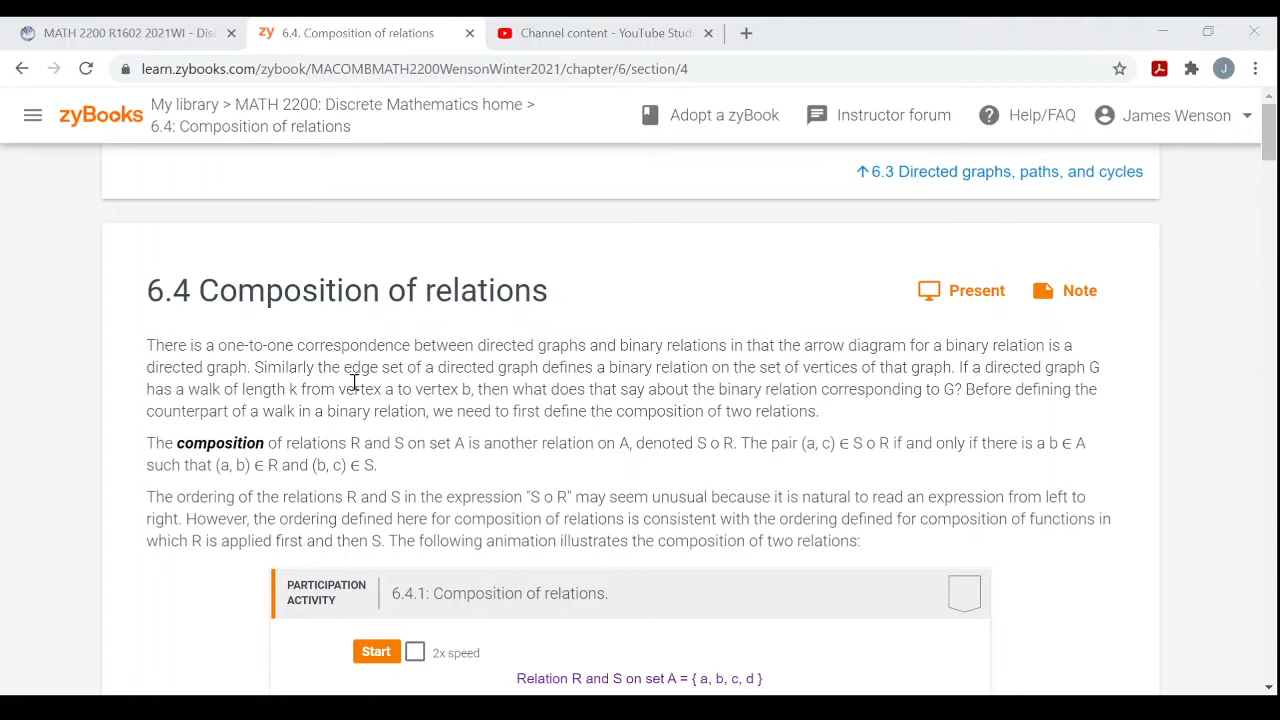 MATH 2200 R1602 2021WI - Disc
6.4. Composition of relations
Channel content - YouTube Studi
learn.zybooks.com/zybook/MACOMBMATH2200WensonWinter2021/chapter/6/section/4
J
zyBooks
My library > MATH 2200: Discrete Mathematics home >
6.4: Composition of relations
Adopt a zyBook
Instructor forum
Help/FAQ
James Wenson
↑6.3 Directed graphs, paths, and cycles
6.4 Composition of relations
Present
Note
There is a one-to-one correspondence between directed graphs and binary relations in that the arrow diagram for a binary relation is a
directed graph. Similarly the edge set of a directed graph defines a binary relation on the set of vertices of that graph. If a directed graph G
has a walk of length k from vertex a to vertex b, then what does that say about the binary relation corresponding to G? Before defining the
counterpart of a walk in a binary relation, we need to first define the composition of two relations.
The composition of relations R and S on set A is another relation on A, denoted S o R. The pair (a, c) ∈ S o R if and only if there is a b ∈ A
such that (a, b) ∈ R and (b, c) ∈ S.
The ordering of the relations R and S in the expression "S o R" may seem unusual because it is natural to read an expression from left to
right. However, the ordering defined here for composition of relations is consistent with the ordering defined for composition of functions in
which R is applied first and then S. The following animation illustrates the composition of two relations:
PARTICIPATION
ACTIVITY
6.4.1: Composition of relations.
Start
2x speed
Relation R and S on set A = { a, b, c, d }